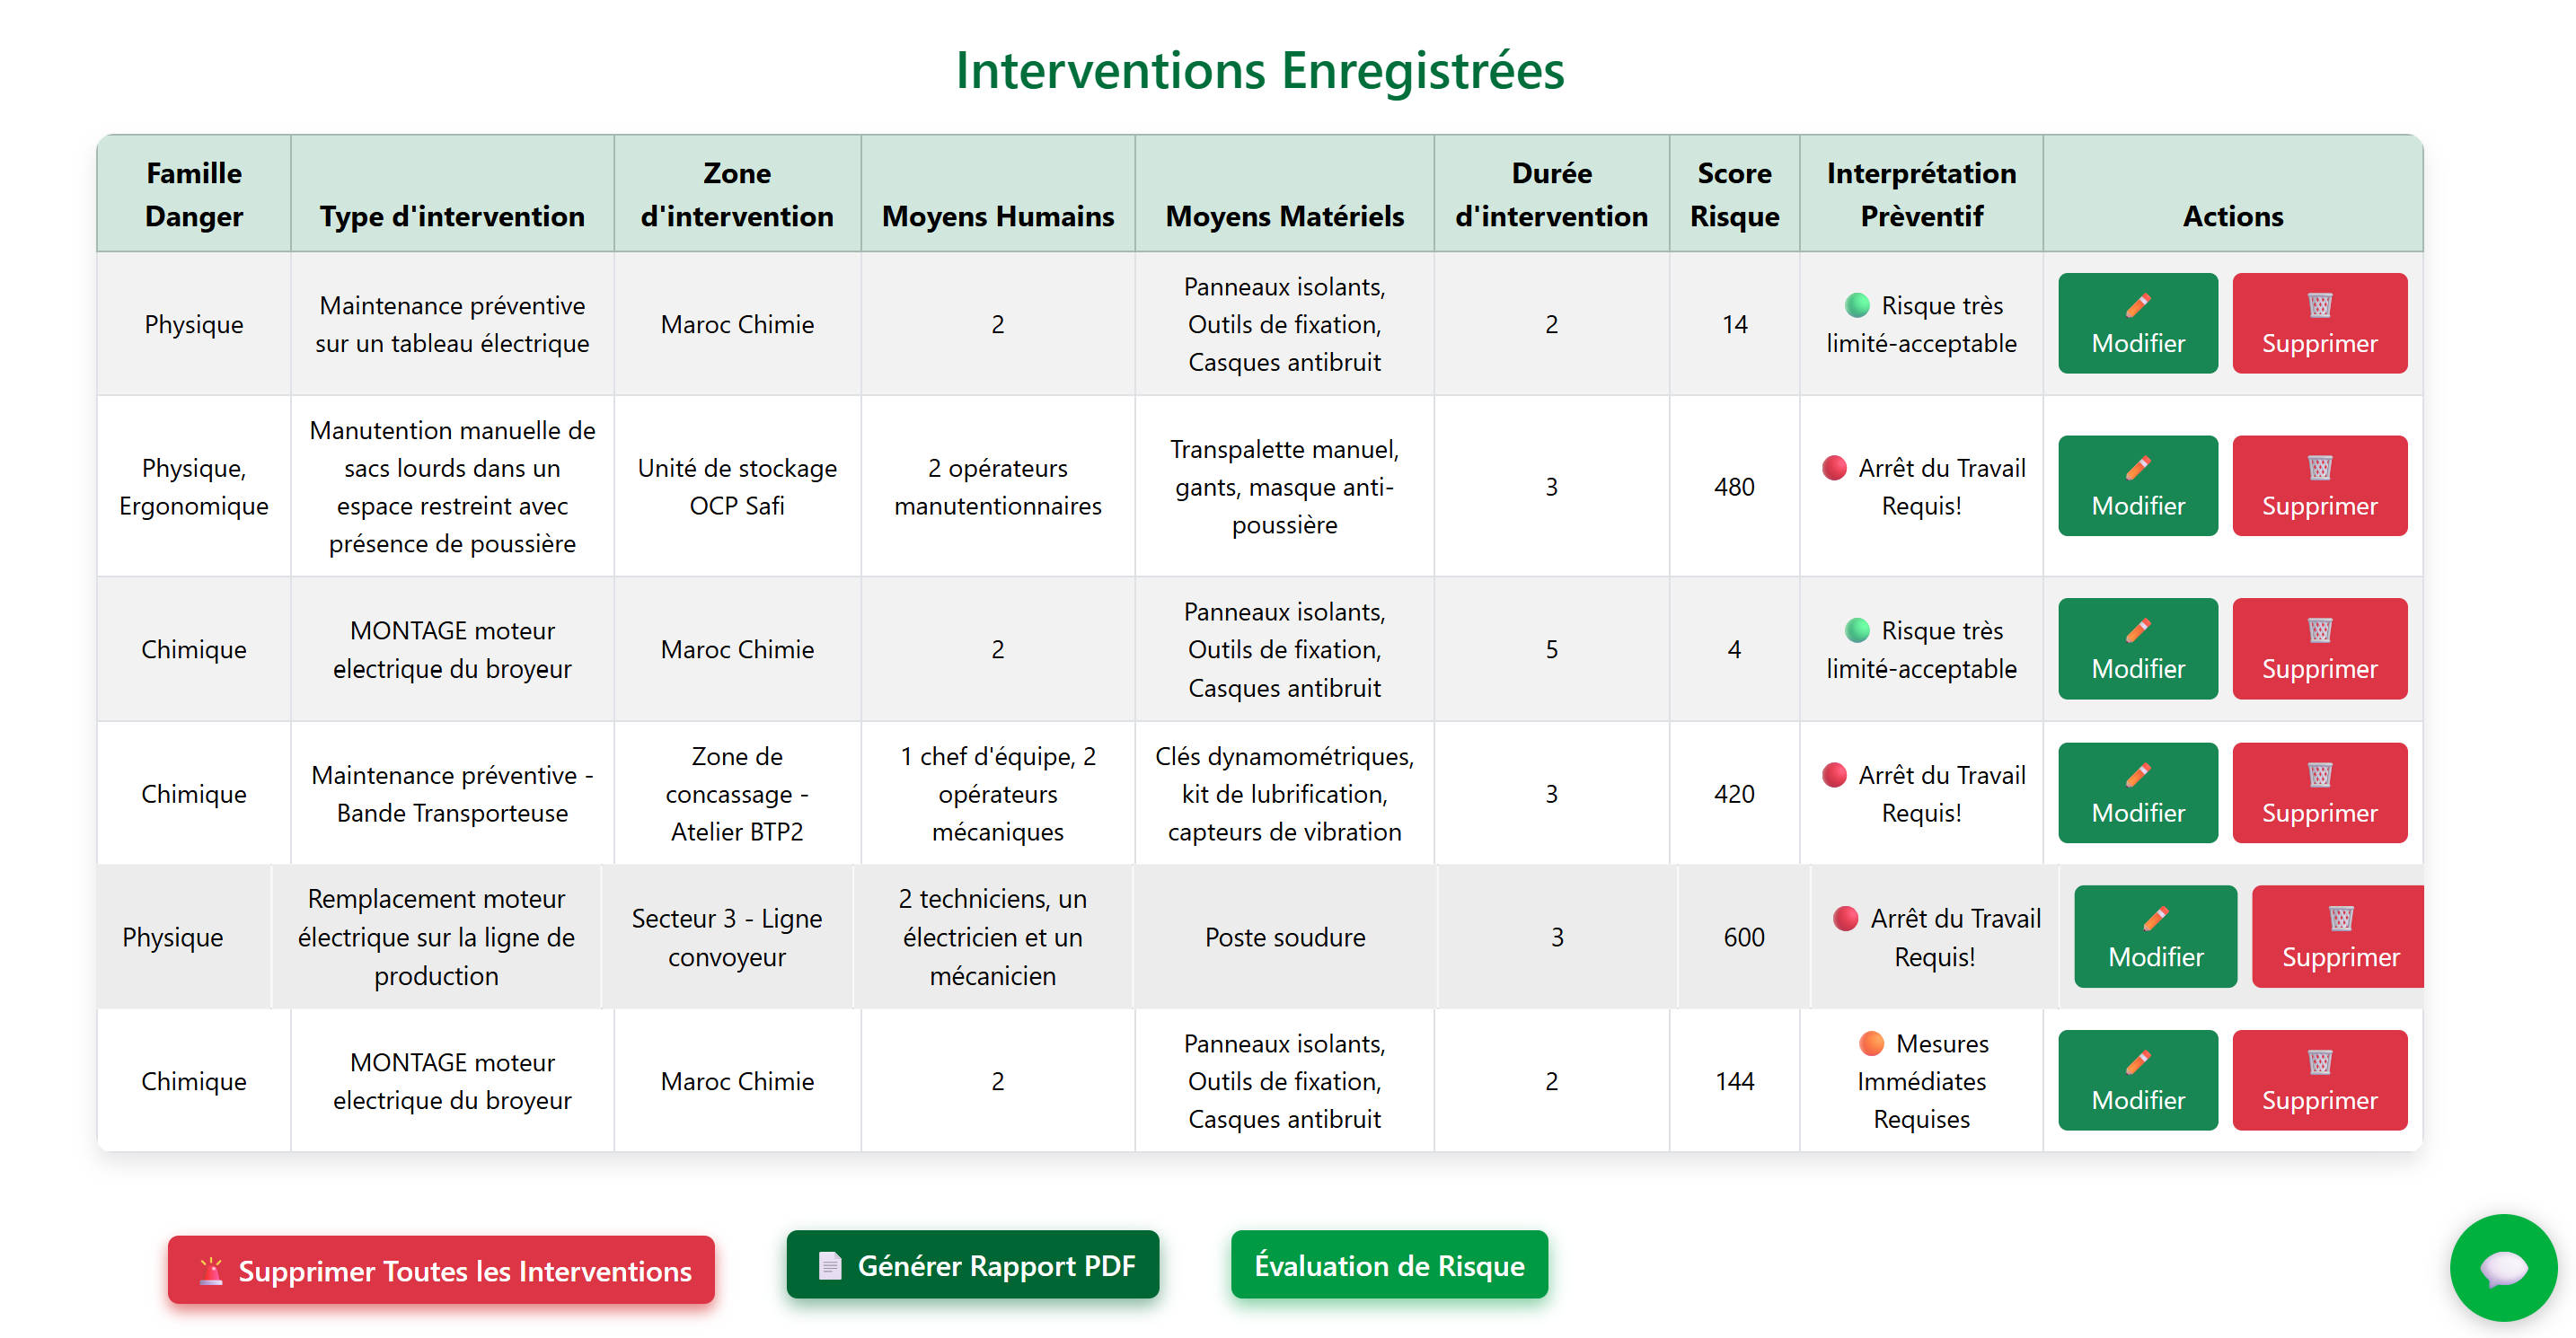 Interventions Enregistrées
Famille Danger
Type d'intervention
Zone d'intervention
Moyens Humains
Moyens Matériels
Durée d'intervention
Score Risque
Interprétation Prèventif
Actions
Physique
Maintenance préventive
sur un tableau électrique
Maroc Chimie
2
Panneaux isolants,
Outils de fixation,
Casques antibruit
2
14
Risque très
limité-acceptable
Modifier
Supprimer
Physique,
Ergonomique
Manutention manuelle de
sacs lourds dans un
espace restreint avec
présence de poussière
Unité de stockage
OCP Safi
2 opérateurs
manutentionnaires
Transpalette manuel,
gants, masque anti-
poussière
3
480
Arrêt du Travail
Requis!
Modifier
Supprimer
Chimique
MONTAGE moteur
electrique du broyeur
Maroc Chimie
2
Panneaux isolants,
Outils de fixation,
Casques antibruit
5
4
Risque très
limité-acceptable
Modifier
Supprimer
Chimique
Maintenance préventive -
Bande Transporteuse
Zone de
concassage -
Atelier BTP2
1 chef d'équipe, 2
opérateurs
mécaniques
Clés dynamométriques,
kit de lubrification,
capteurs de vibration
3
420
Arrêt du Travail
Requis!
Modifier
Supprimer
Physique
Remplacement moteur
électrique sur la ligne de
production
Secteur 3 - Ligne
convoyeur
2 techniciens, un
électricien et un
mécanicien
Poste soudure
3
600
Arrêt du Travail
Requis!
Modifier
Supprimer
Chimique
MONTAGE moteur
electrique du broyeur
Maroc Chimie
2
Panneaux isolants,
Outils de fixation,
Casques antibruit
2
144
Mesures
Immédiates
Requises
Modifier
Supprimer
Supprimer Toutes les Interventions
Générer Rapport PDF
Évaluation de Risque